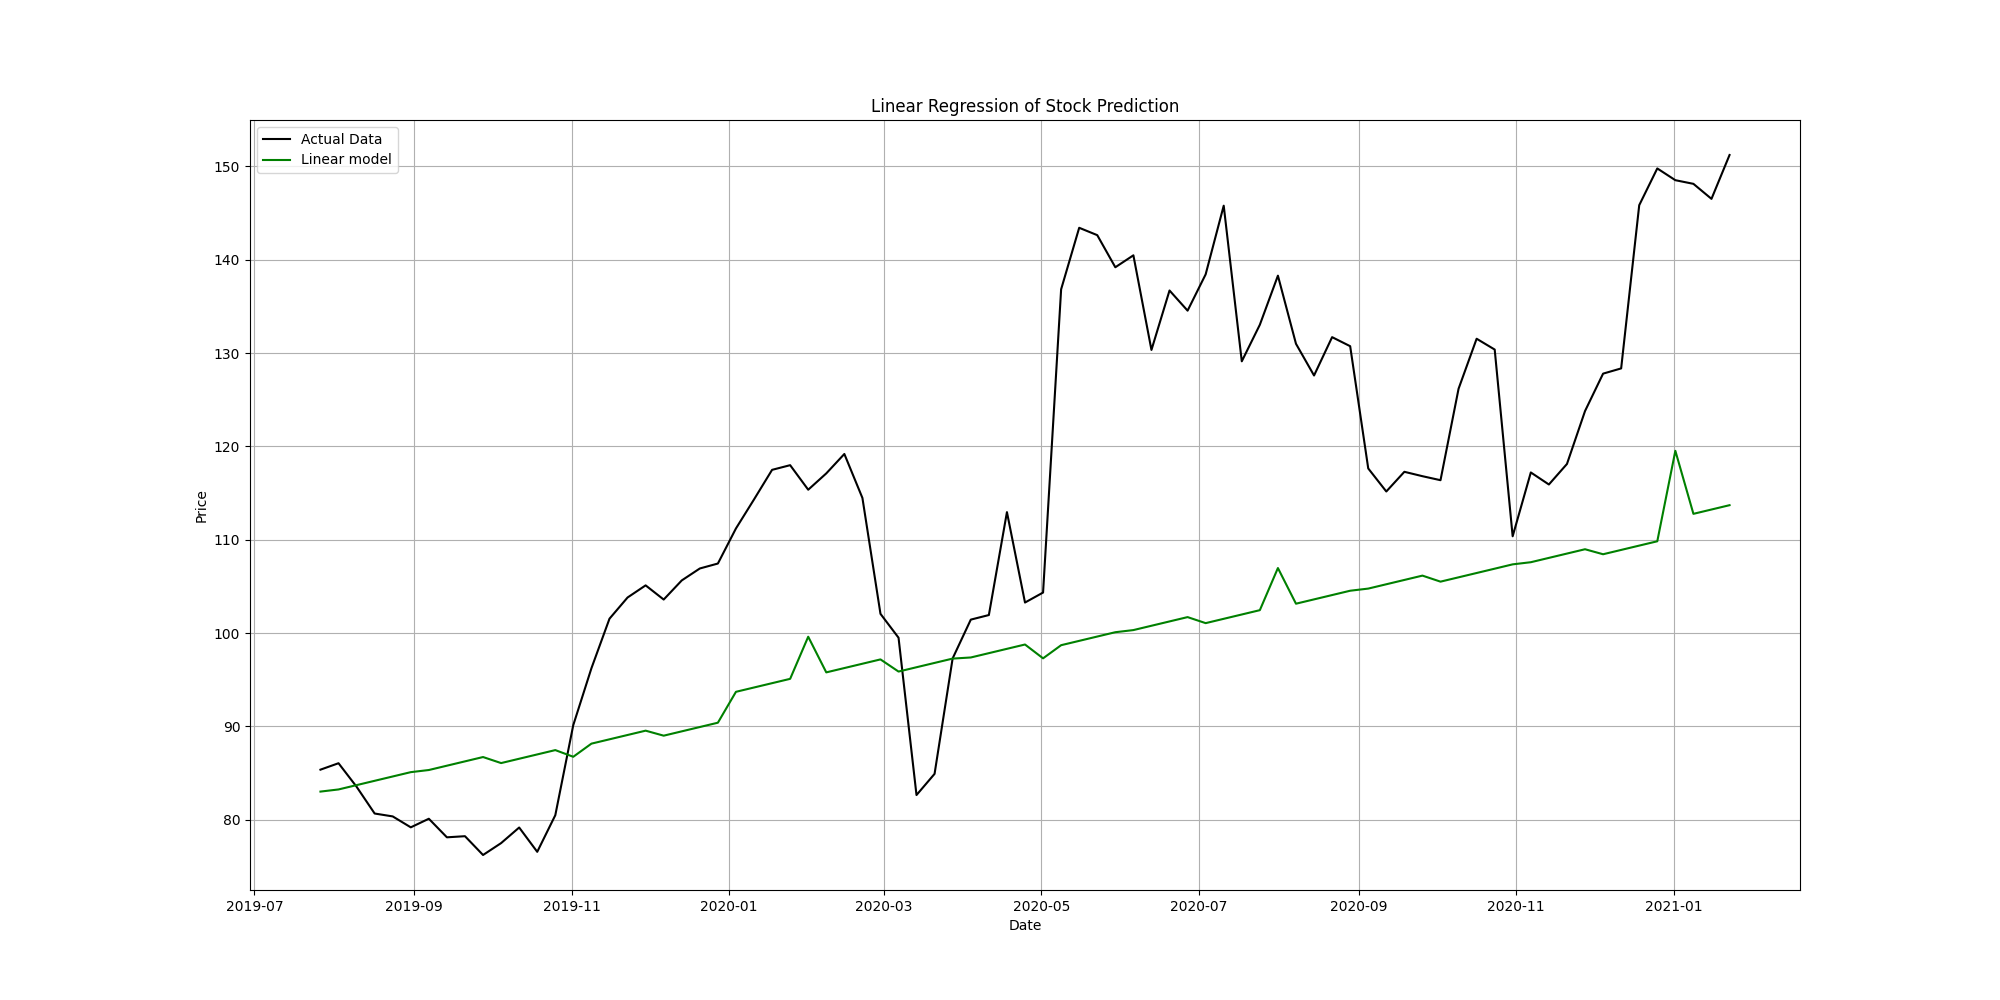 Linear Regression of Stock Prediction
Actual Data
Linear model
150
140
130
120
110
100
90
80
Price
2019-07 2019-09 2019-11 2020-01 2020-03 2020-05 2020-07 2020-09 2020-11 2021-01
Date